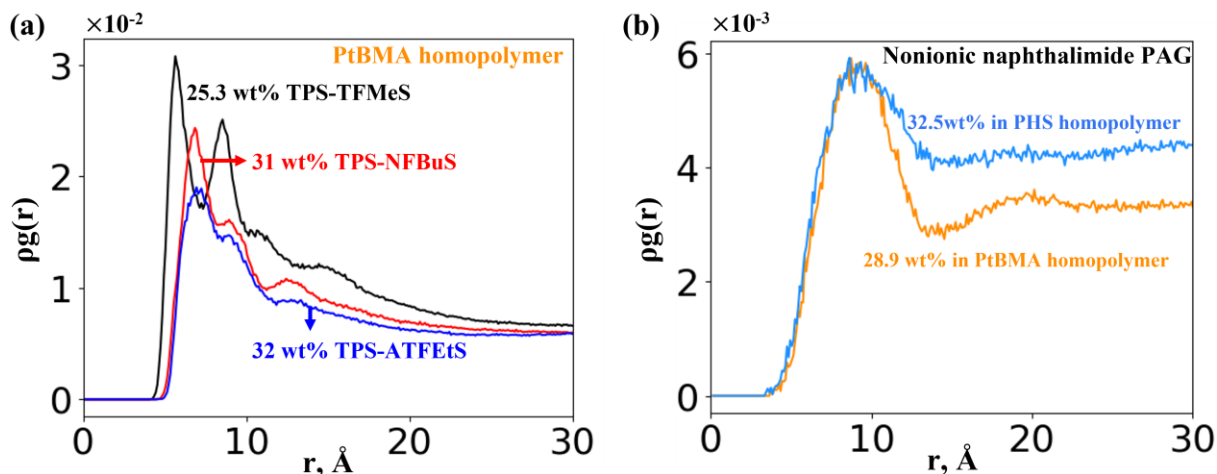 (a)
×10⁻²
PtBMA homopolymer
25.3 wt% TPS-TFMeS
31 wt% TPS-NFBuS
32 wt% TPS-ATFEtS
3
2
1
0
ρg(r)
0 10 20 30
r, Å
(b)
×10⁻³
Nonionic naphthalimide PAG
32.5wt% in PHS homopolymer
28.9 wt% in PtBMA homopolymer
6
4
2
0
ρg(r)
0 10 20 30
r, Å